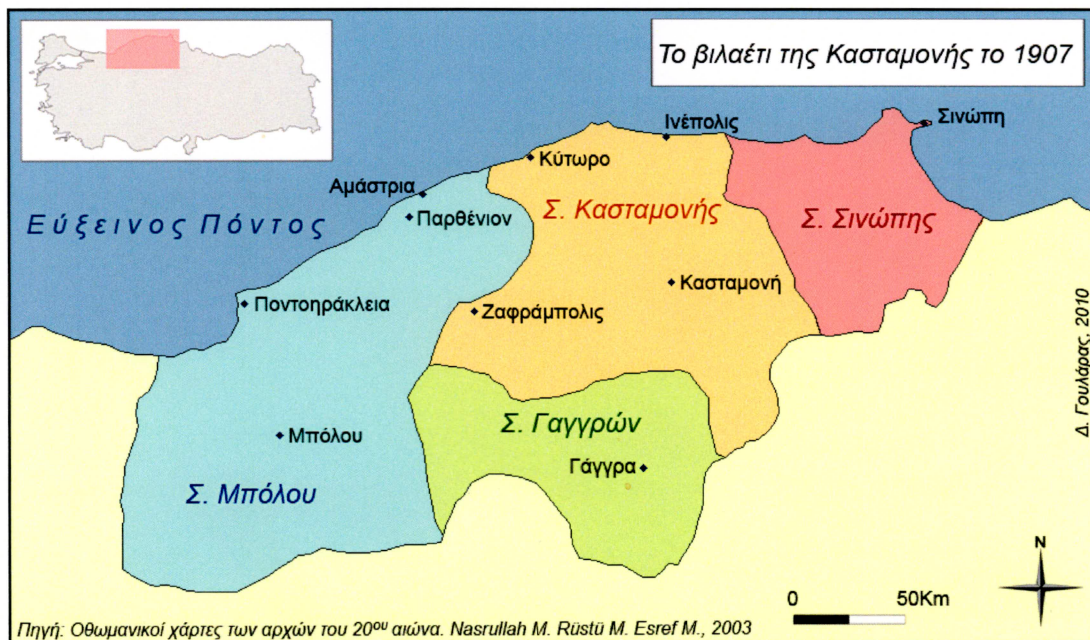 Το βιλαέτι της Κασταμονής το 1907
Σινώπη
Ινέπολις
Κύτωρο
Αμάστρια
Παρθένιον
Σ. Κασταμονής
Σ. Σινώπης
Εύξεινος Πόντος
Κασταμονή
Ποντοηράκλεια
Ζαφράμπολις
Σ. Γαγγρών
Μπόλου
Γάγγρα
Σ. Μπόλου
Δ. Γουλάρας, 2010
N
0 50Km
Πηγή: Οθωμανικοί χάρτες των αρχών του 20ου αιώνα. Nasrullah M. Rüstü M. Esref M., 2003